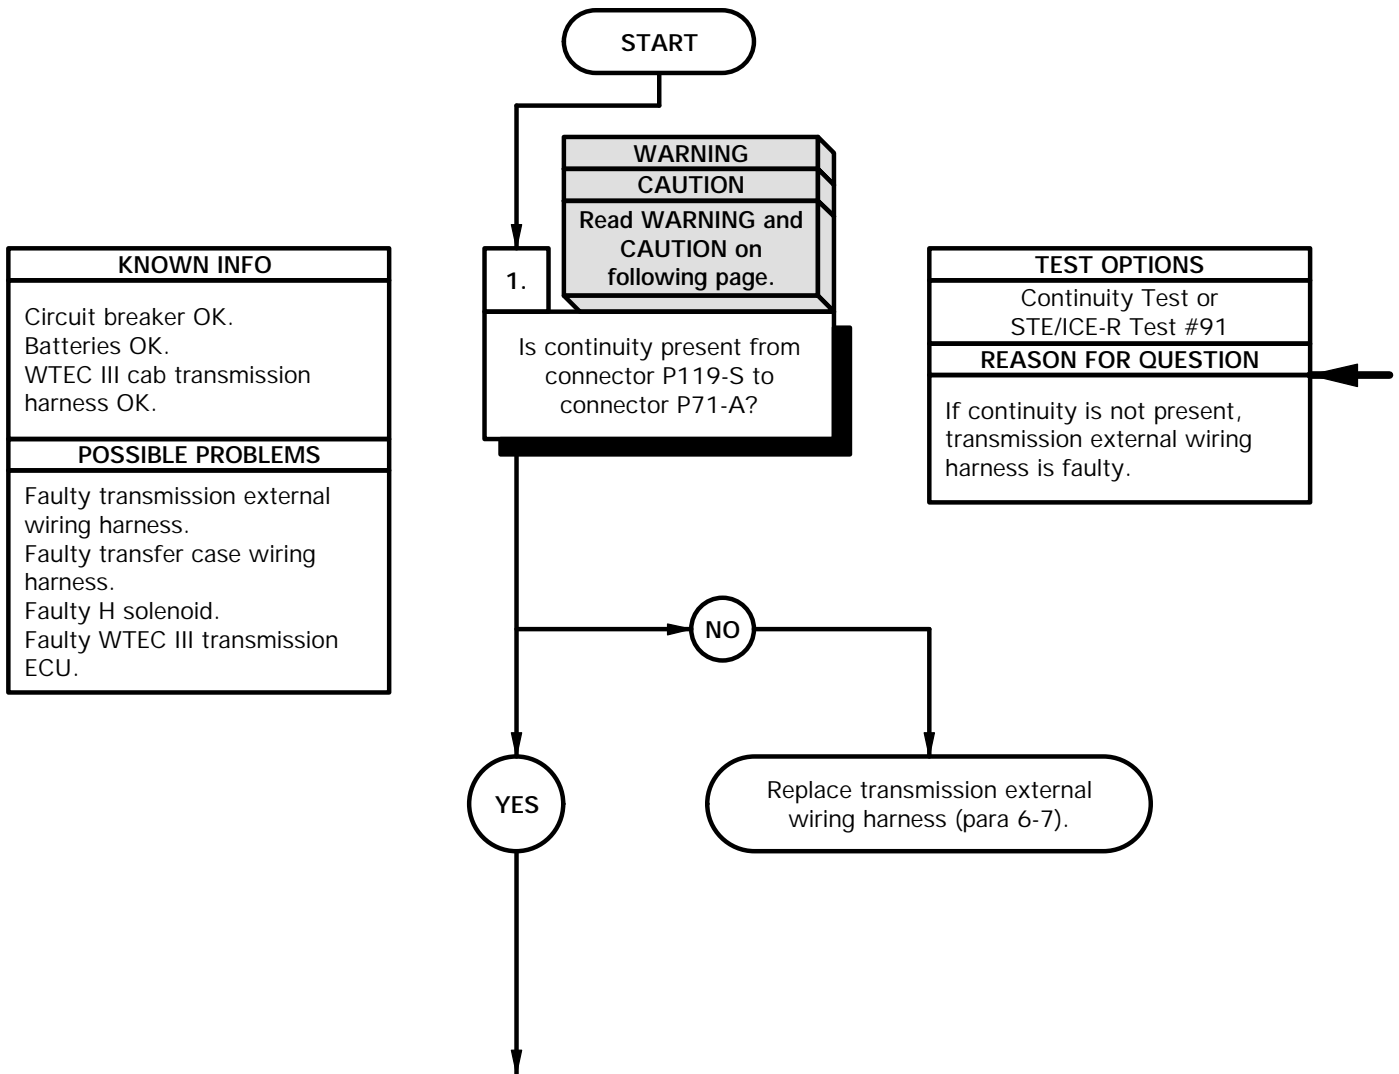 START
WARNING
CAUTION
Read WARNING and
CAUTION on
following page.
1.
Is continuity present from
connector P119-S to
connector P71-A?
KNOWN INFO
Circuit breaker OK.
Batteries OK.
WTEC III cab transmission
harness OK.
POSSIBLE PROBLEMS
Faulty transmission external
wiring harness.
Faulty transfer case wiring
harness.
Faulty H solenoid.
Faulty WTEC III transmission
ECU.
TEST OPTIONS
Continuity Test or
STE/ICE-R Test #91
REASON FOR QUESTION
If continuity is not present,
transmission external wiring
harness is faulty.
NO
YES
Replace transmission external
wiring harness (para 6-7).